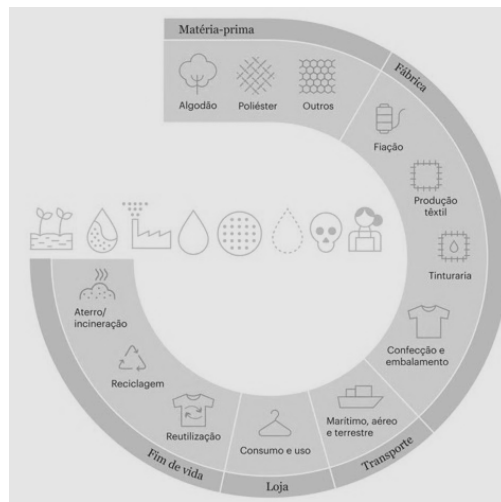 Matéria-prima
Algodão
Poliéster
Outros
Fábrica
Fiação
Produção
têxtil
Tinturaria
Confecção e
embalamento
Transporte
Marítimo, aéreo
e terrestre
Loja
Consumo e uso
Fim de vida
Reutilização
Reciclagem
Aterro/
incineração